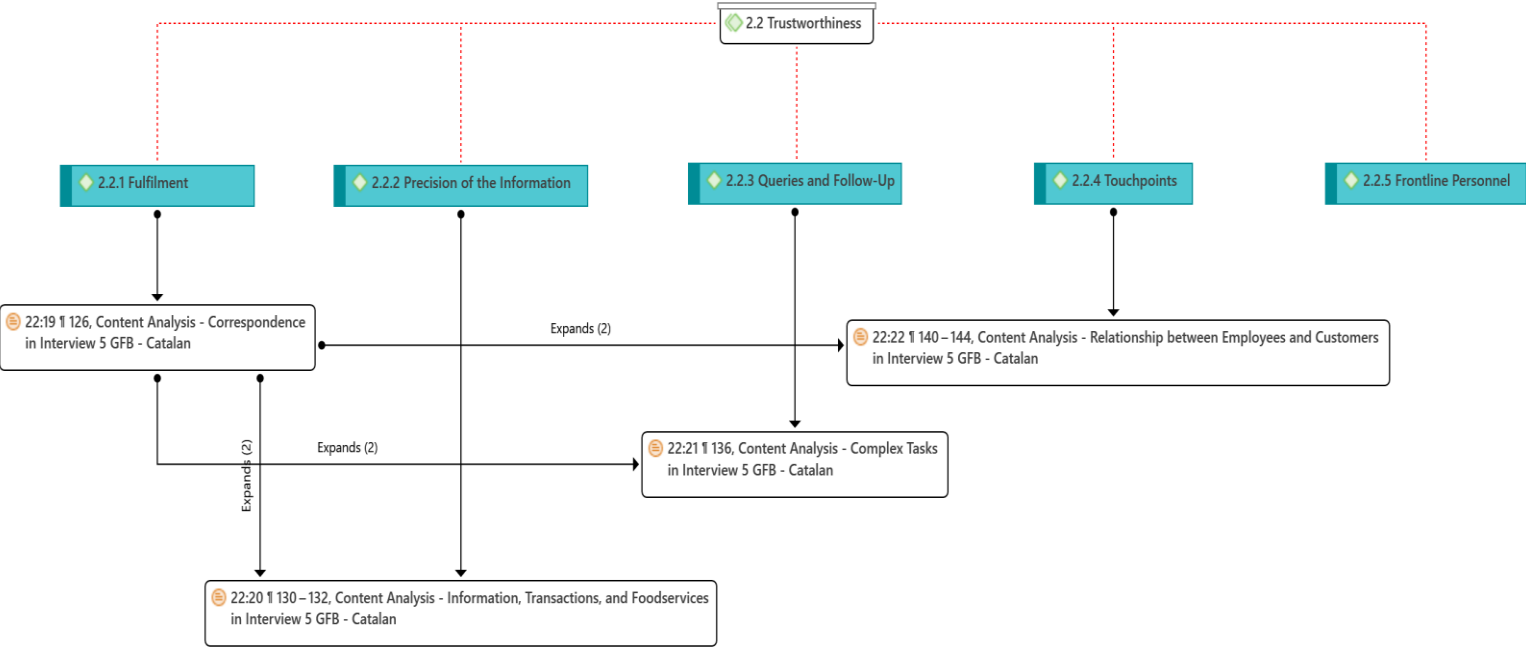 2.2 Trustworthiness
2.2.1 Fulfilment
2.2.2 Precision of the Information
2.2.3 Queries and Follow-Up
2.2.4 Touchpoints
2.2.5 Frontline Personnel
22:19 ¶ 126, Content Analysis - Correspondence
in Interview 5 GFB - Catalan
Expands (2)
22:22 ¶ 140 – 144, Content Analysis - Relationship between Employees and Customers
in Interview 5 GFB - Catalan
Expands (2)
Expands (2)
22:21 ¶ 136, Content Analysis - Complex Tasks
in Interview 5 GFB - Catalan
22:20 ¶ 130 – 132, Content Analysis - Information, Transactions, and Foodservices
in Interview 5 GFB - Catalan